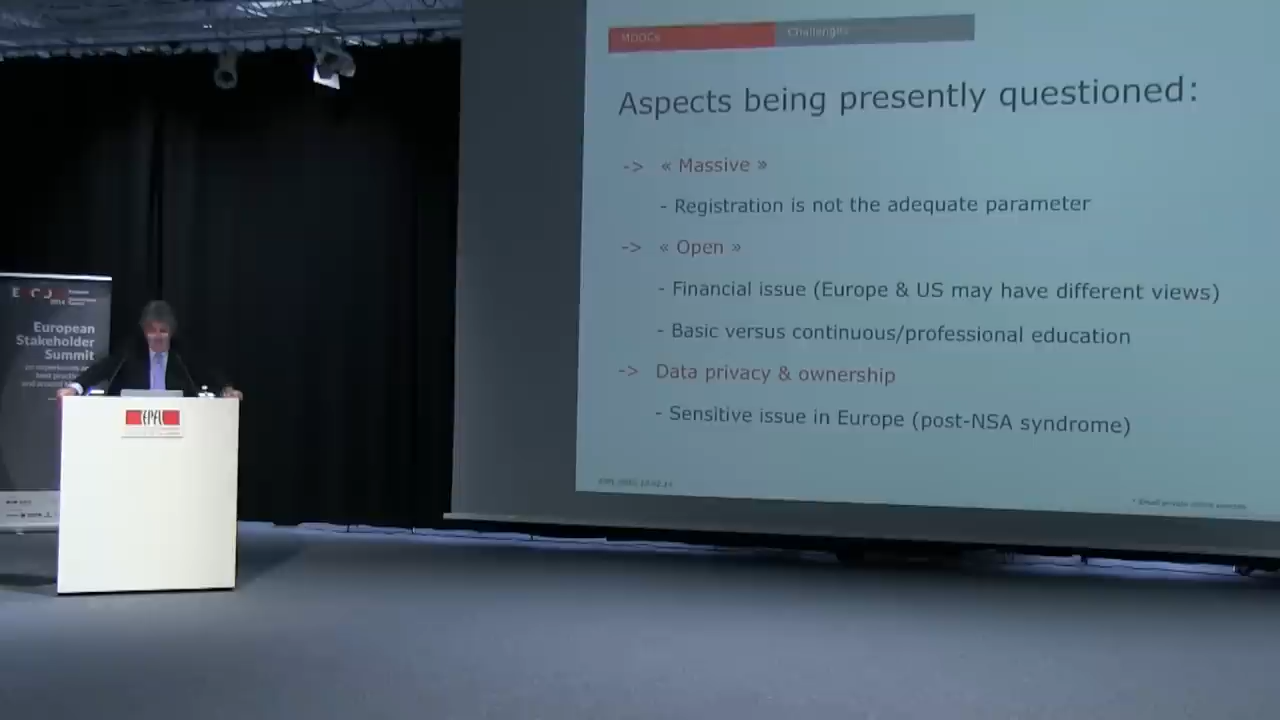 MOOCs
Challenges
Aspects being presently questioned:
-> « Massive »
- Registration is not the adequate parameter
-> « Open »
- Financial issue (Europe & US may have different views)
- Basic versus continuous/professional education
-> Data privacy & ownership
- Sensitive issue in Europe (post-NSA syndrome)
2014
European
Stakeholder
Summit
EPFL